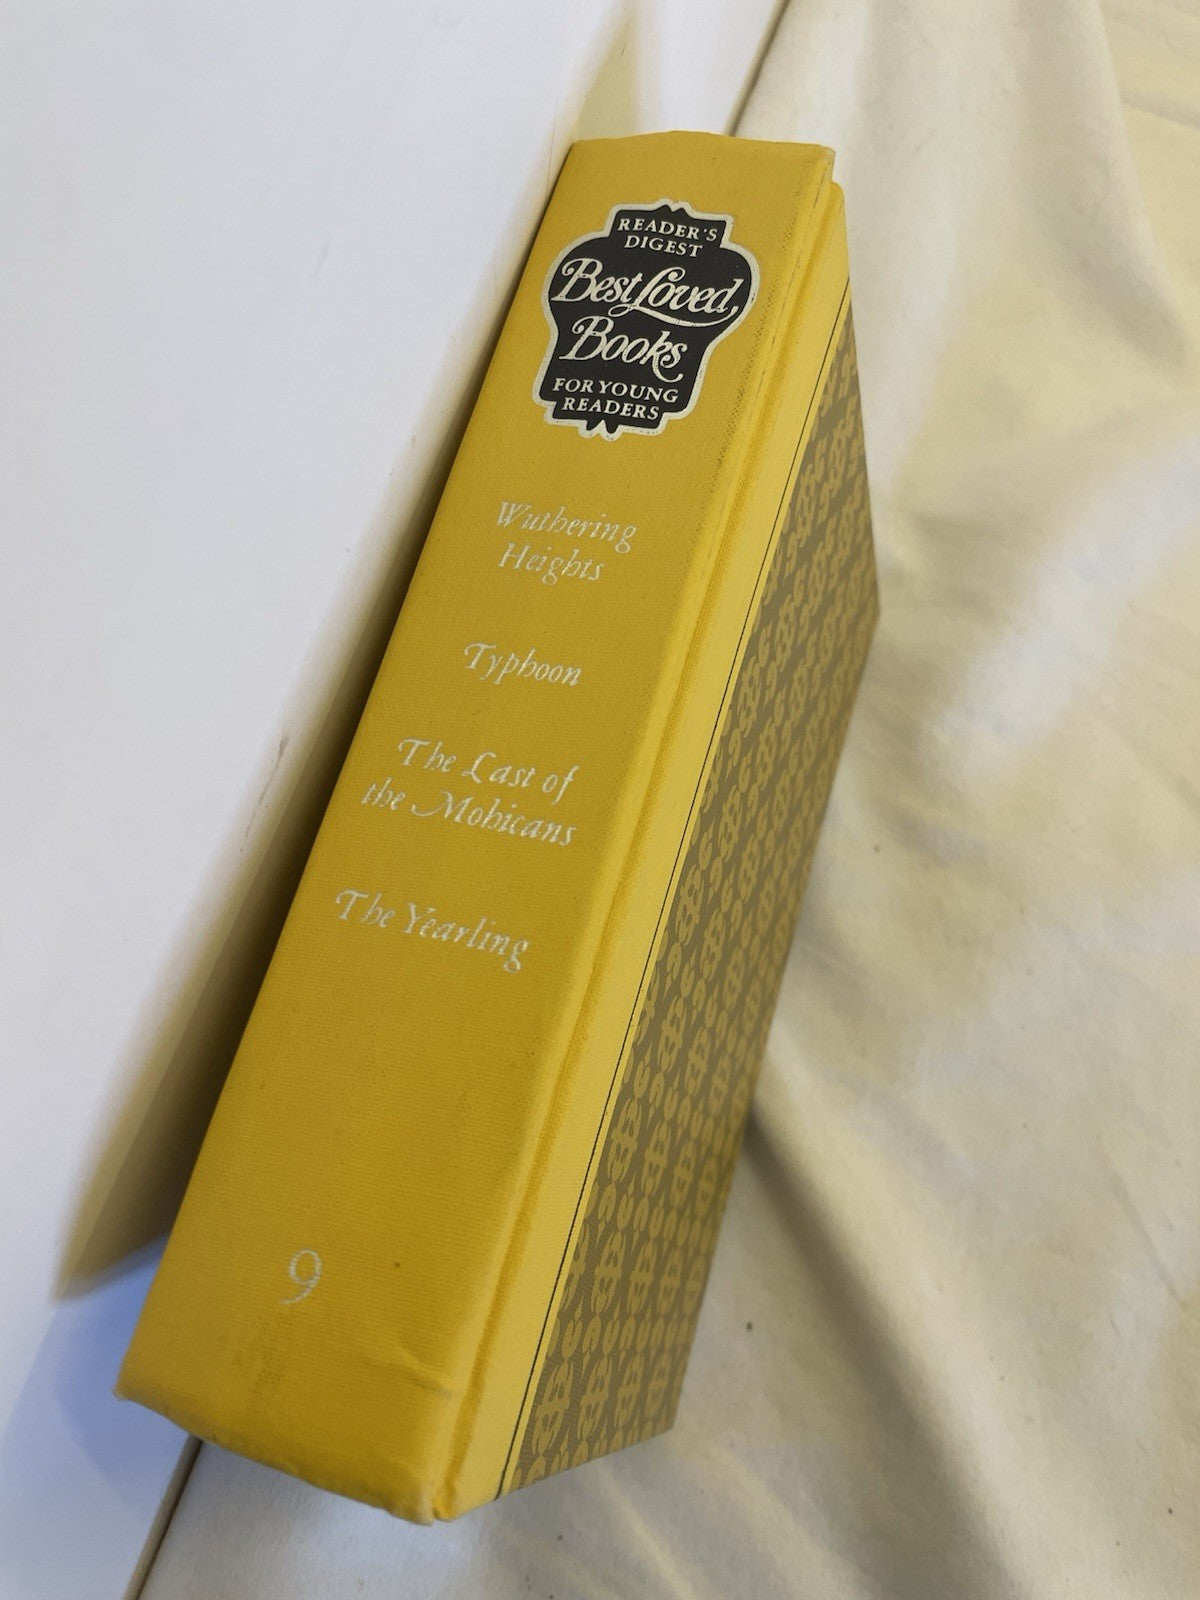 READER'S
DIGEST
Best Loved
Books
FOR YOUNG
READERS
Wuthering
Heights
Typhoon
The Last of
the Mohicans
The Yearling
9